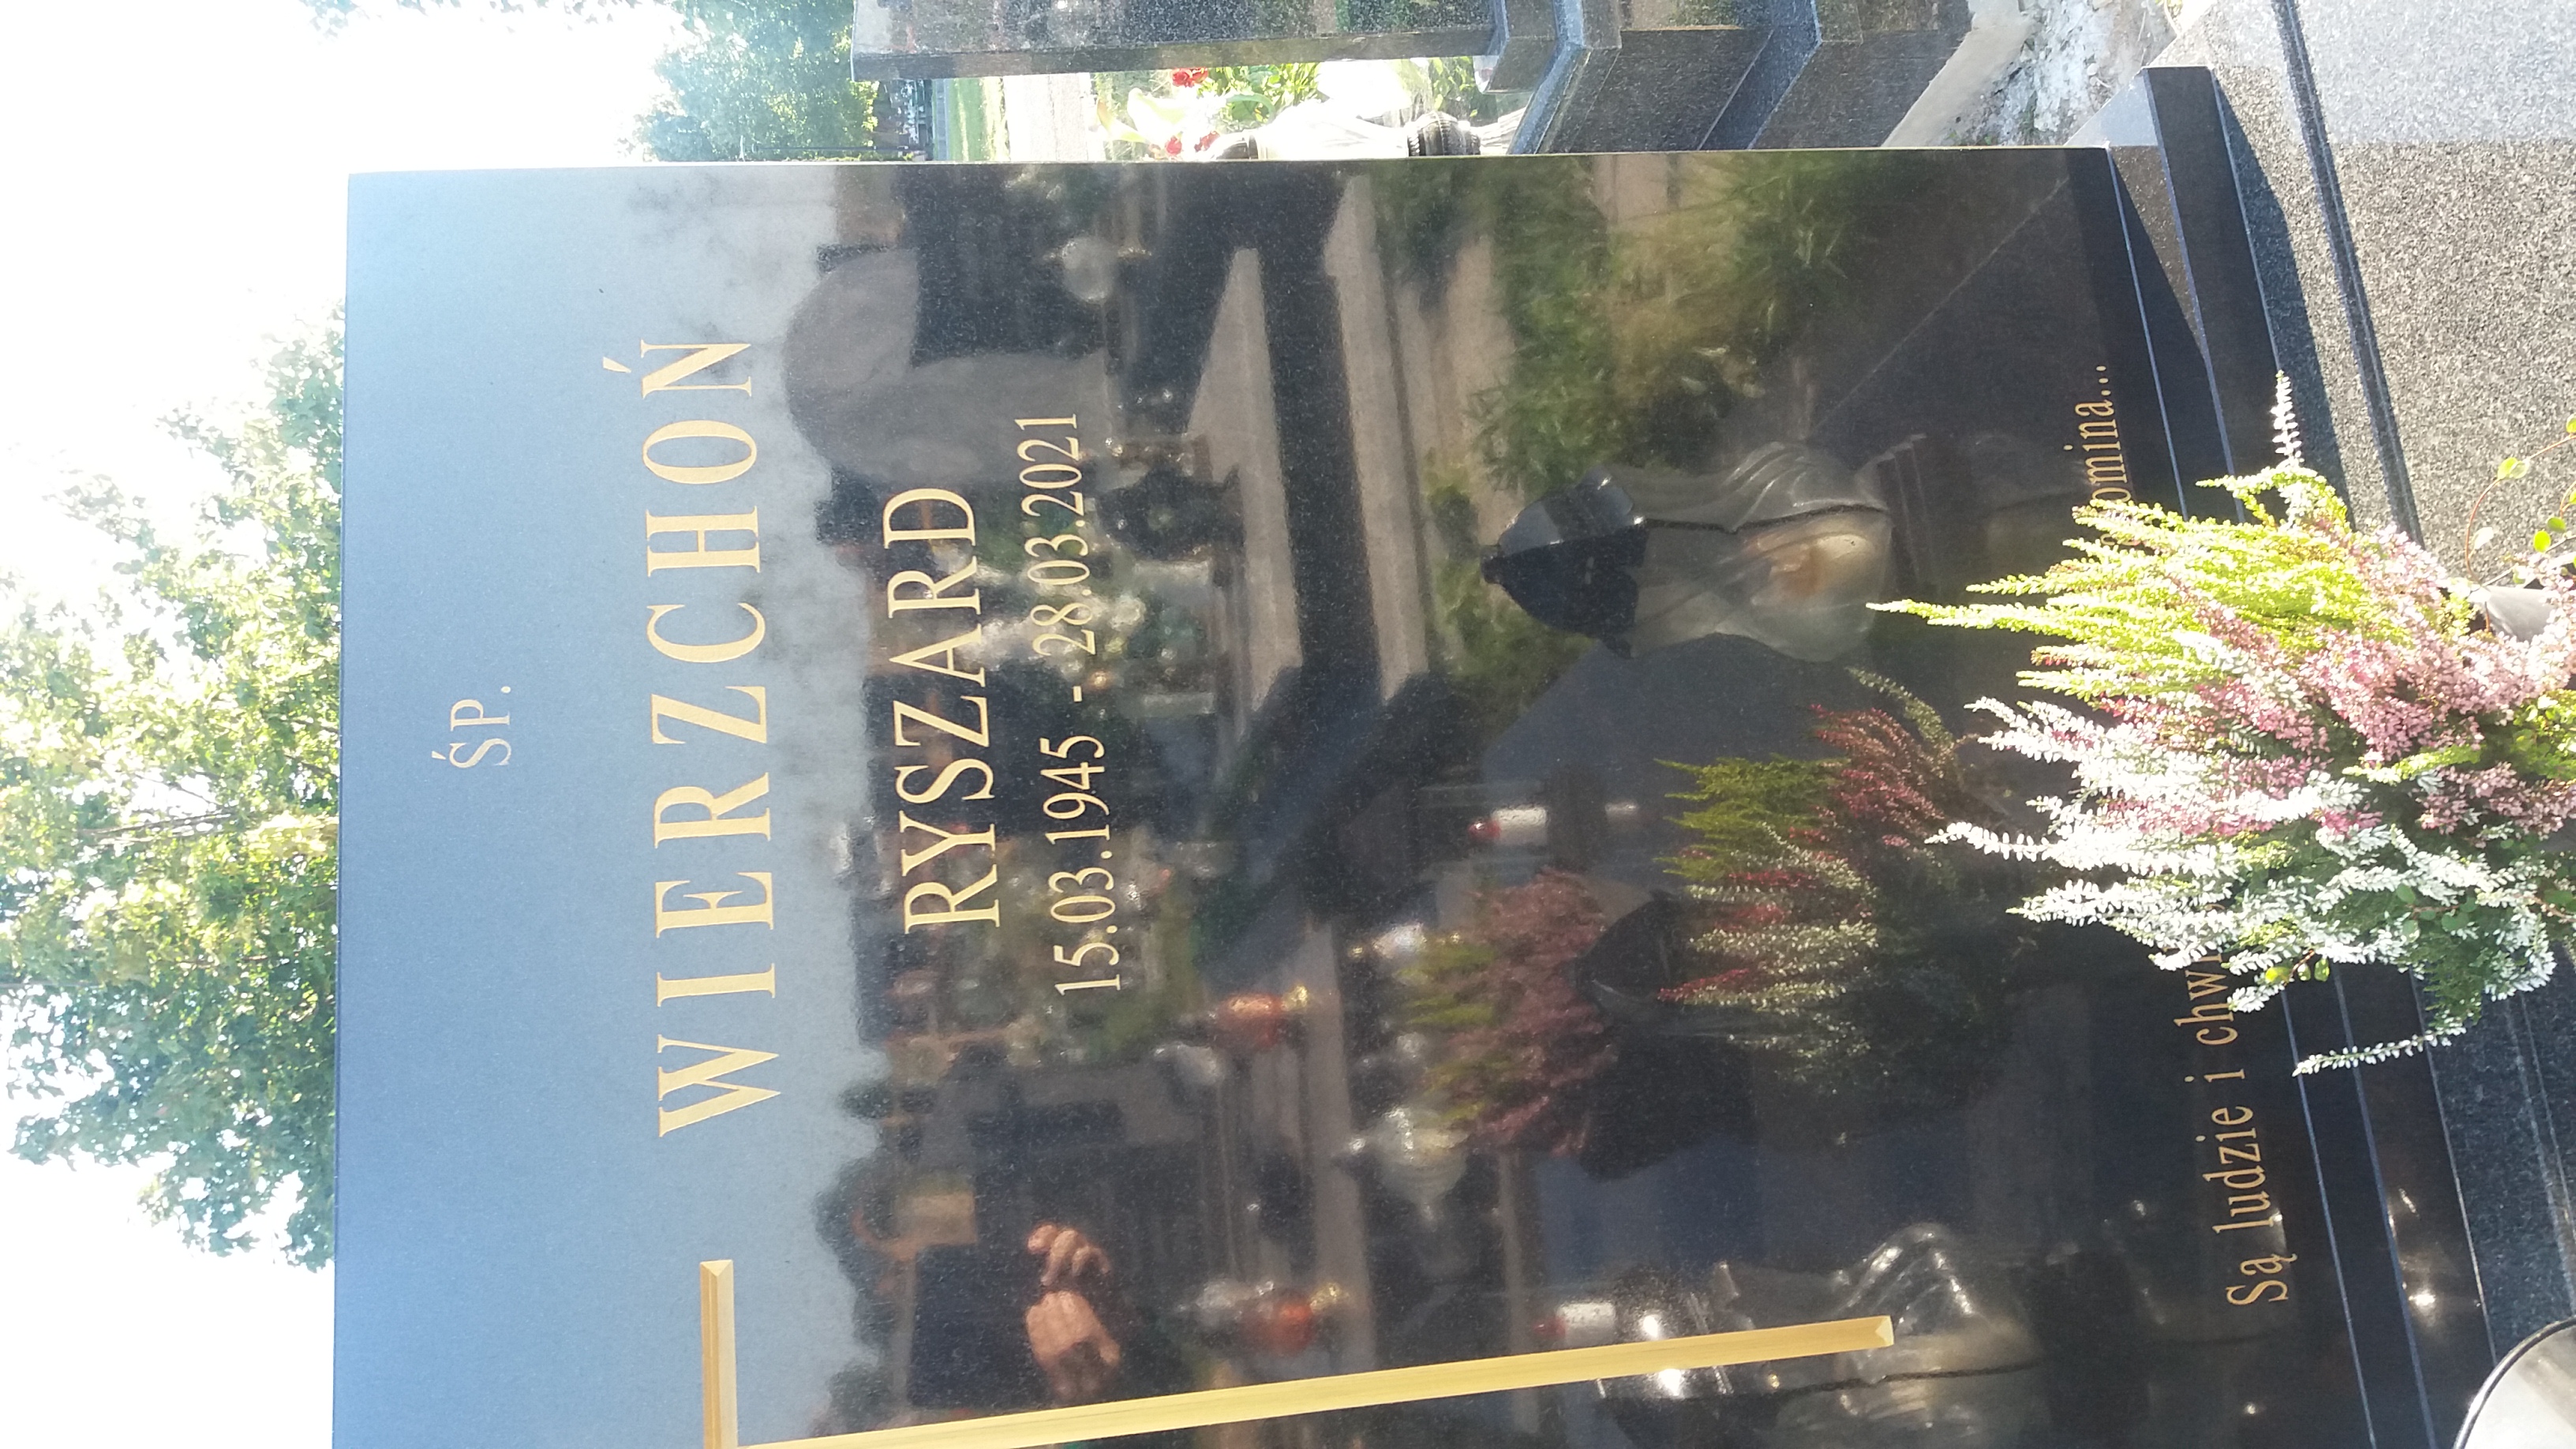 ŚP.
WIERZCHOŃ
RYSZARD
15.03.1945 - 28.03.2021
Są ludzie i